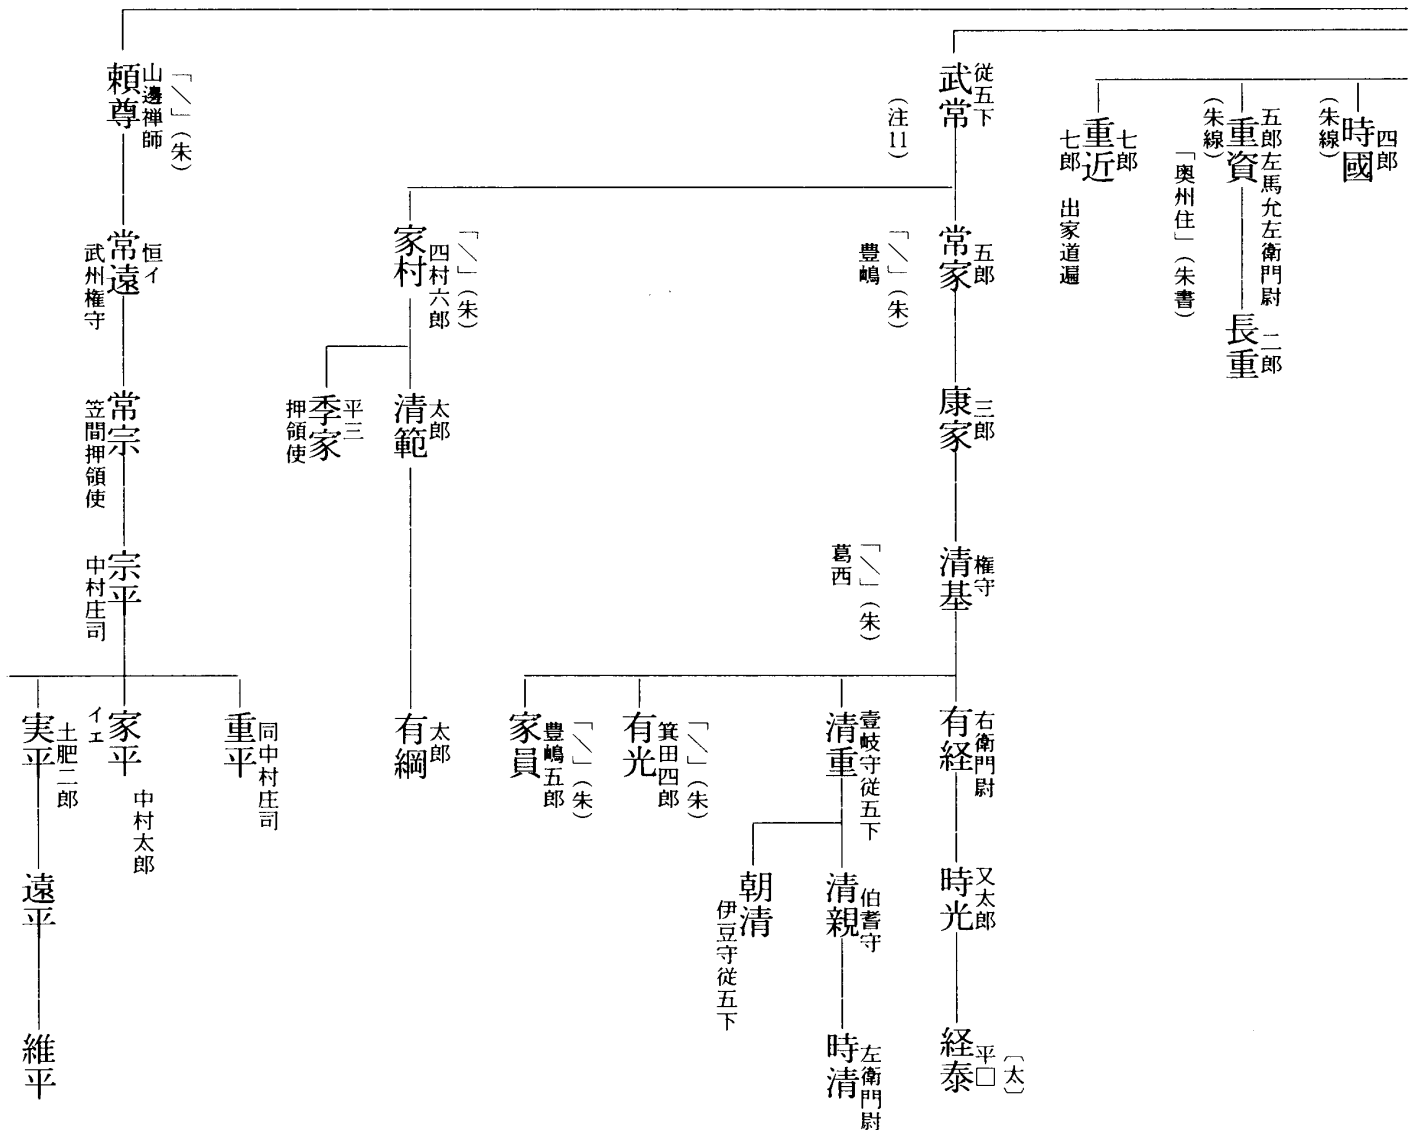 四郎
時國
(朱線)
五郎左馬允左衛門尉
重資
(朱線)
「奥州住」(朱書)
二郎
長重
七郎
重近
七郎　出家道遍
従五下
武常
(注11)
五郎
常家
「＼」(朱)
豊嶋
三郎
康家
権守
清基
「＼」(朱)
葛西
右衛門尉
有経
又太郎
時光
〔太〕
平□
経泰
壹岐守従五下
清重
伯耆守
清親
左衛門尉
時清
朝清
伊豆守従五下
「＼」(朱)
箕田四郎
有光
「＼」(朱)
豊嶋五郎
家員
「＼」(朱)
四村六郎
家村
太郎
清範
太郎
有綱
平三
季家
押領使
「＼」(朱)
山邊禅師
頼尊
恒イ
常遠
武州権守
常宗
笠間押領使
宗平
中村庄司
同中村庄司
重平
中村太郎
家平
イエ
土肥二郎
実平
遠平
維平